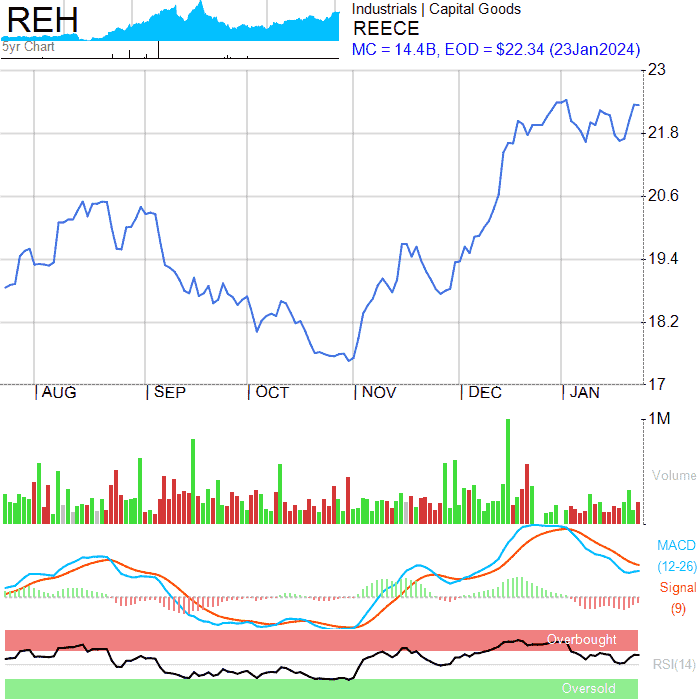 REH
5yr Chart
Industrials | Capital Goods
REECE
MC = 14.4B, EOD = $22.34 (23Jan2024)
23
21.8
20.6
19.4
18.2
17
|AUG |SEP |OCT |NOV |DEC |JAN
1M
Volume
MACD
(12-26)
Signal
(9)
Overbought
RSI(14)
Oversold